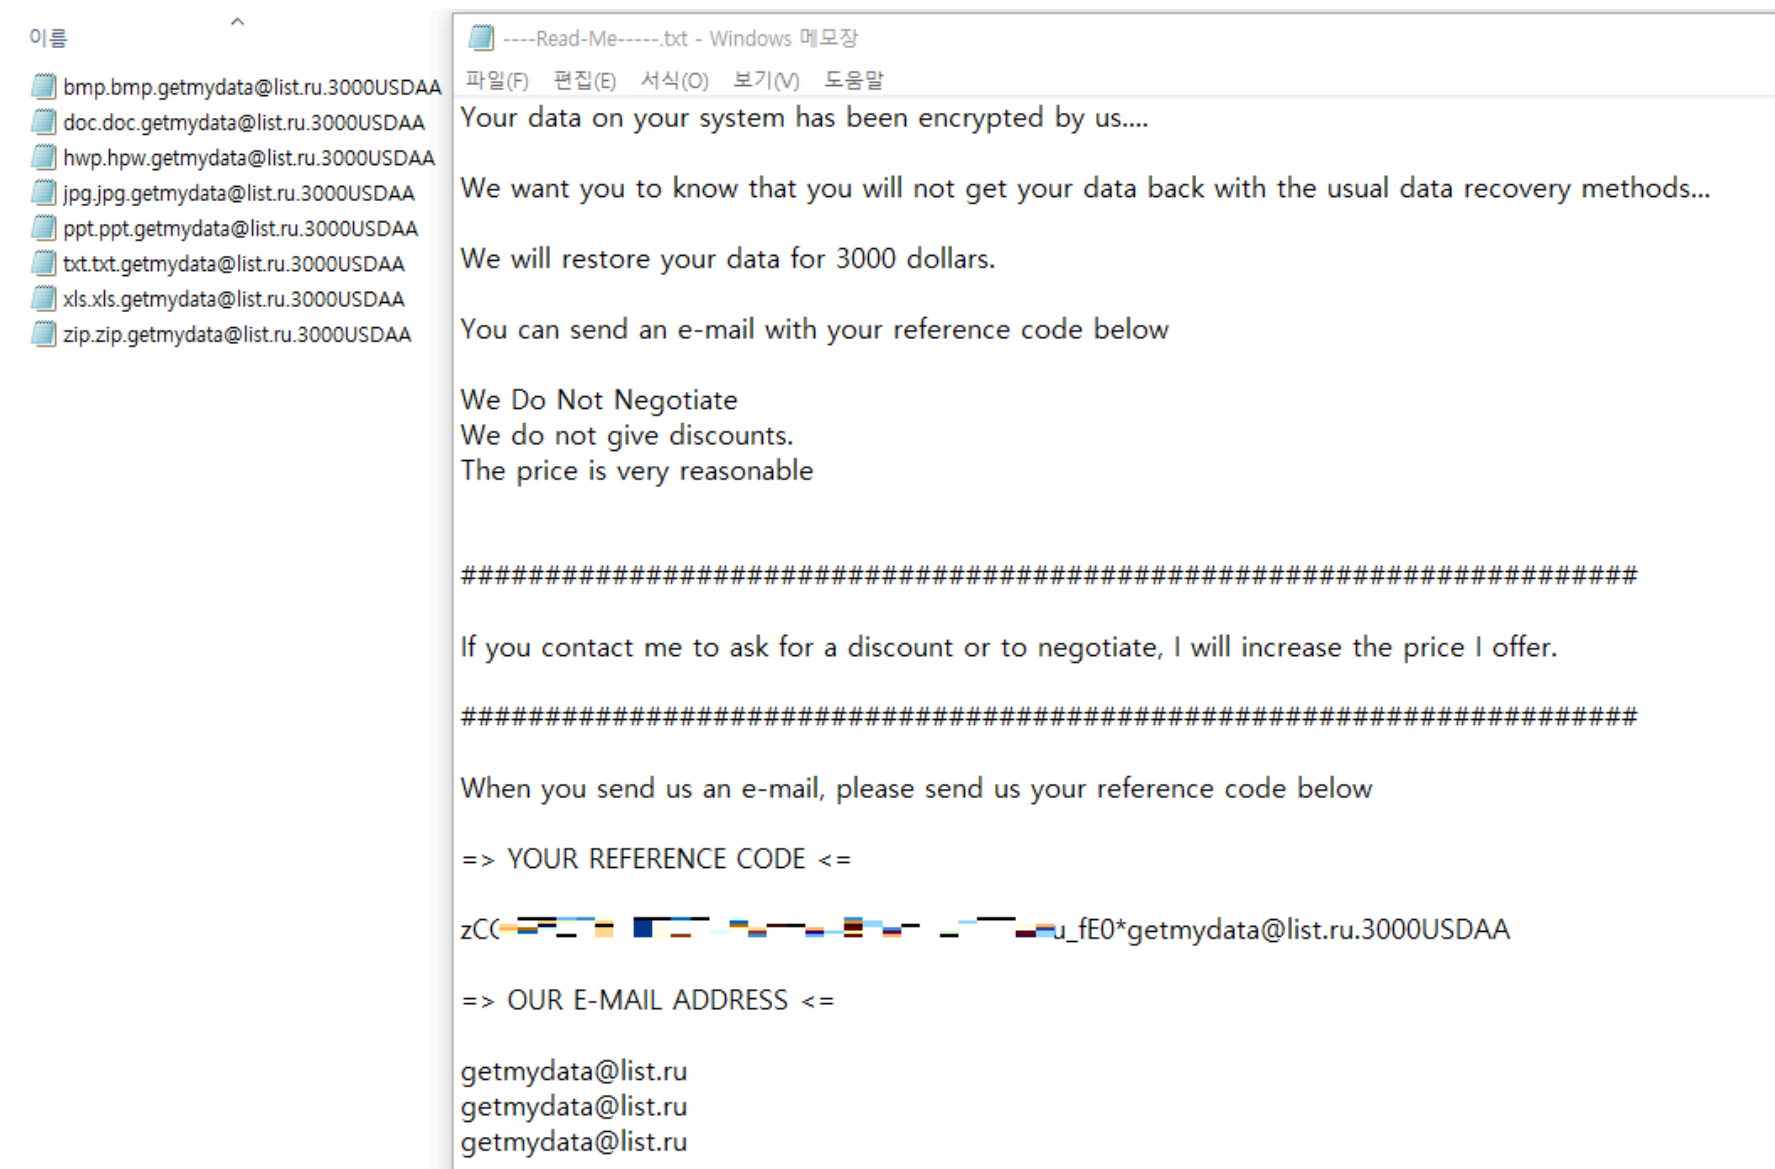 이름
bmp.bmp.getmydata@list.ru.3000USDAA
doc.doc.getmydata@list.ru.3000USDAA
hwp.hpw.getmydata@list.ru.3000USDAA
jpg.jpg.getmydata@list.ru.3000USDAA
ppt.ppt.getmydata@list.ru.3000USDAA
txt.txt.getmydata@list.ru.3000USDAA
xls.xls.getmydata@list.ru.3000USDAA
zip.zip.getmydata@list.ru.3000USDAA
----Read-Me-----.txt - Windows 메모장
파일(F) 편집(E) 서식(O) 보기(V) 도움말
Your data on your system has been encrypted by us....
We want you to know that you will not get your data back with the usual data recovery methods...
We will restore your data for 3000 dollars.
You can send an e-mail with your reference code below
We Do Not Negotiate
We do not give discounts.
The price is very reasonable
######################################################################
If you contact me to ask for a discount or to negotiate, I will increase the price I offer.
######################################################################
When you send us an e-mail, please send us your reference code below
=> YOUR REFERENCE CODE <=
u_fE0*getmydata@list.ru.3000USDAA
=> OUR E-MAIL ADDRESS <=
getmydata@list.ru
getmydata@list.ru
getmydata@list.ru